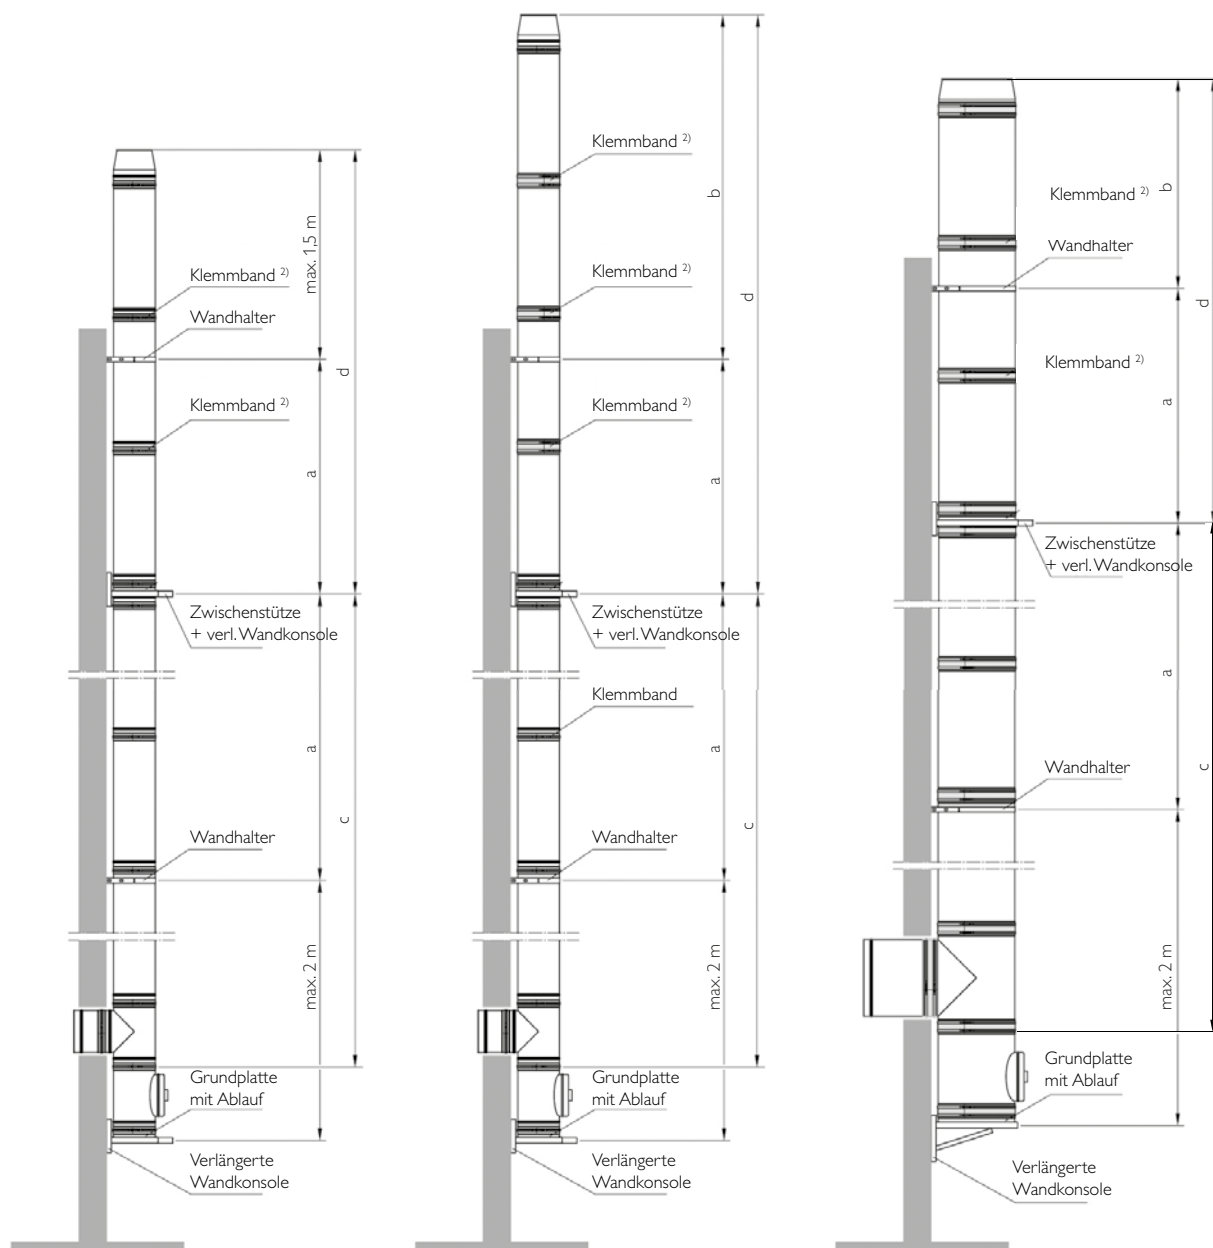 max. 1,5 m
d
Klemmband 2)
Wandhalter
Klemmband 2)
a
Zwischenstütze
+ verl. Wandkonsole
a
c
Wandhalter
max. 2 m
Grundplatte
mit Ablauf
Verlängerte
Wandkonsole
Klemmband 2)
b
d
Klemmband 2)
Klemmband 2)
a
Zwischenstütze
+ verl. Wandkonsole
Klemmband
a
c
Wandhalter
max. 2 m
Grundplatte
mit Ablauf
Verlängerte
Wandkonsole
Klemmband 2)
b
Wandhalter
d
Klemmband 2)
a
Zwischenstütze
+ verl. Wandkonsole
a
c
Wandhalter
max. 2 m
Grundplatte
mit Ablauf
Verlängerte
Wandkonsole